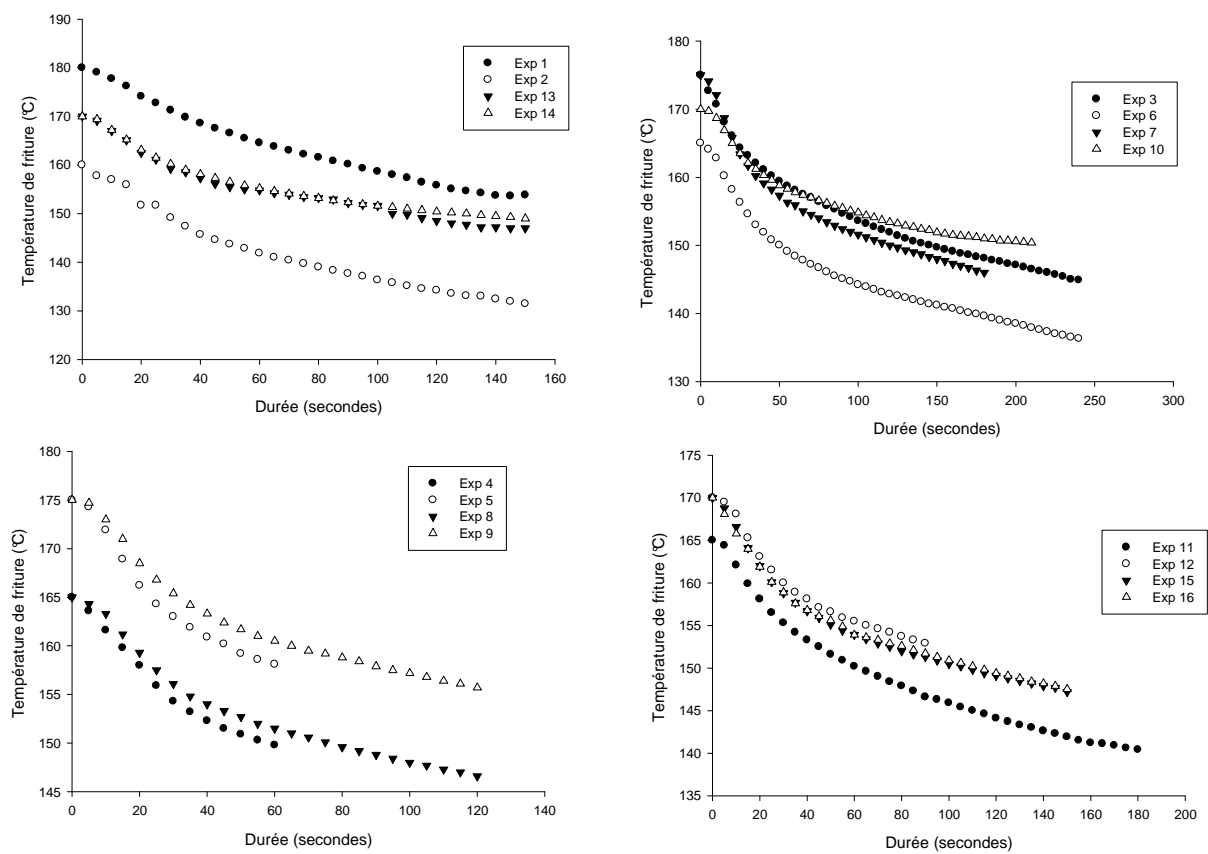 190
180
170
160
150
140
130
120
Température de friture (°C)
0 20 40 60 80 100 120 140 160
Durée (secondes)
Exp 1
Exp 2
Exp 13
Exp 14
180
170
160
150
140
130
Température de friture (°C)
0 50 100 150 200 250 300
Durée (secondes)
Exp 3
Exp 6
Exp 7
Exp 10
180
175
170
165
160
155
150
145
Température de friture (°C)
0 20 40 60 80 100 120 140
Durée (secondes)
Exp 4
Exp 5
Exp 8
Exp 9
175
170
165
160
155
150
145
140
135
Température de friture (°C)
0 20 40 60 80 100 120 140 160 180 200
Durée (secondes)
Exp 11
Exp 12
Exp 15
Exp 16